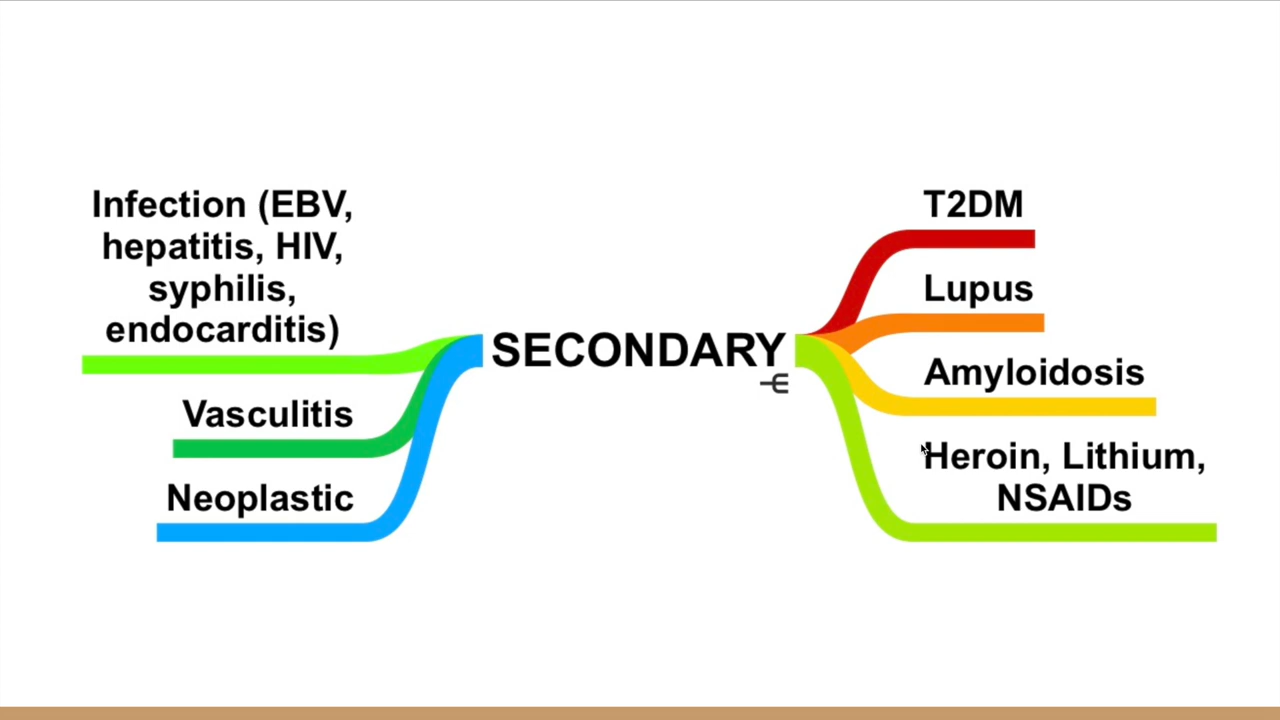 Infection (EBV,
hepatitis, HIV,
syphilis,
endocarditis)
Vasculitis
Neoplastic
SECONDARY
T2DM
Lupus
Amyloidosis
Heroin, Lithium,
NSAIDs